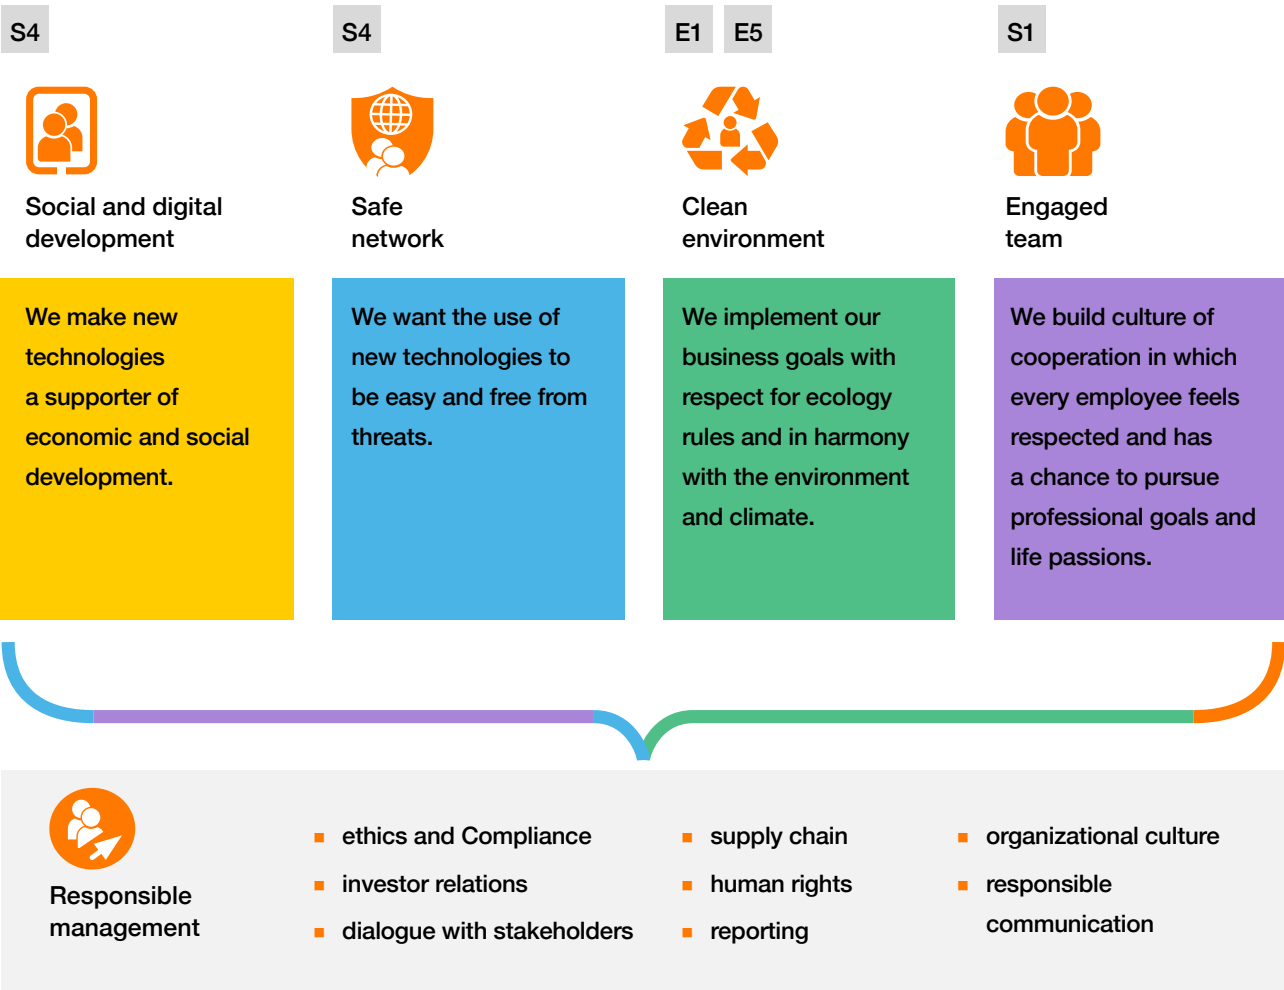 S4
Social and digital
development
We make new
technologies
a supporter of
economic and social
development.
S4
Safe
network
We want the use of
new technologies to
be easy and free from
threats.
E1 E5
Clean
environment
We implement our
business goals with
respect for ecology
rules and in harmony
with the environment
and climate.
S1
Engaged
team
We build culture of
cooperation in which
every employee feels
respected and has
a chance to pursue
professional goals and
life passions.
Responsible
management
ethics and Compliance
investor relations
dialogue with stakeholders
supply chain
human rights
reporting
organizational culture
responsible
communication